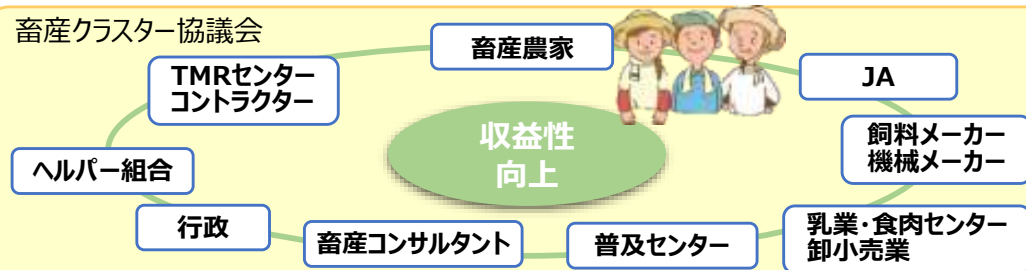 畜産クラスター協議会
畜産農家
TMRセンター
コントラクター
JA
収益性
向上
飼料メーカー
機械メーカー
ヘルパー組合
行政
畜産コンサルタント
普及センター
乳業・食肉センター
卸小売業